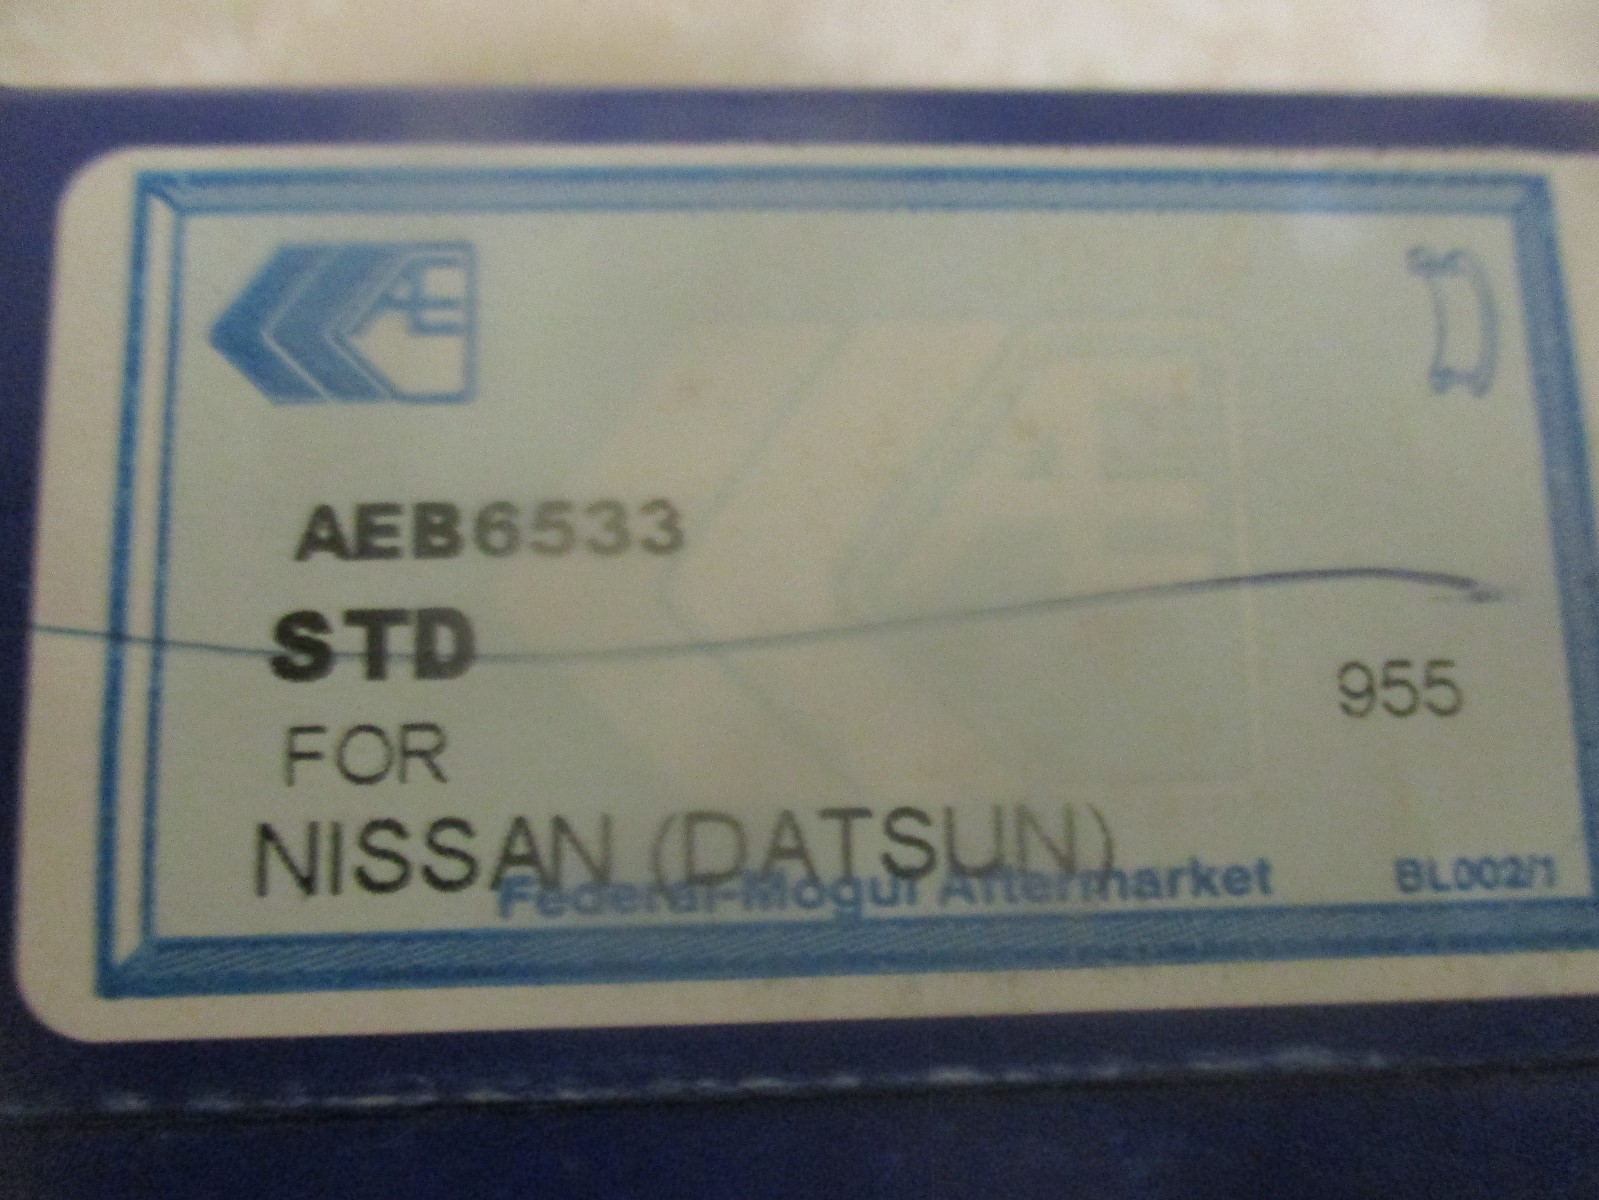 AE
AEB6533
STD
955
FOR
NISSAN (DATSUN)
Federal-Mogul Aftermarket
BL002/1